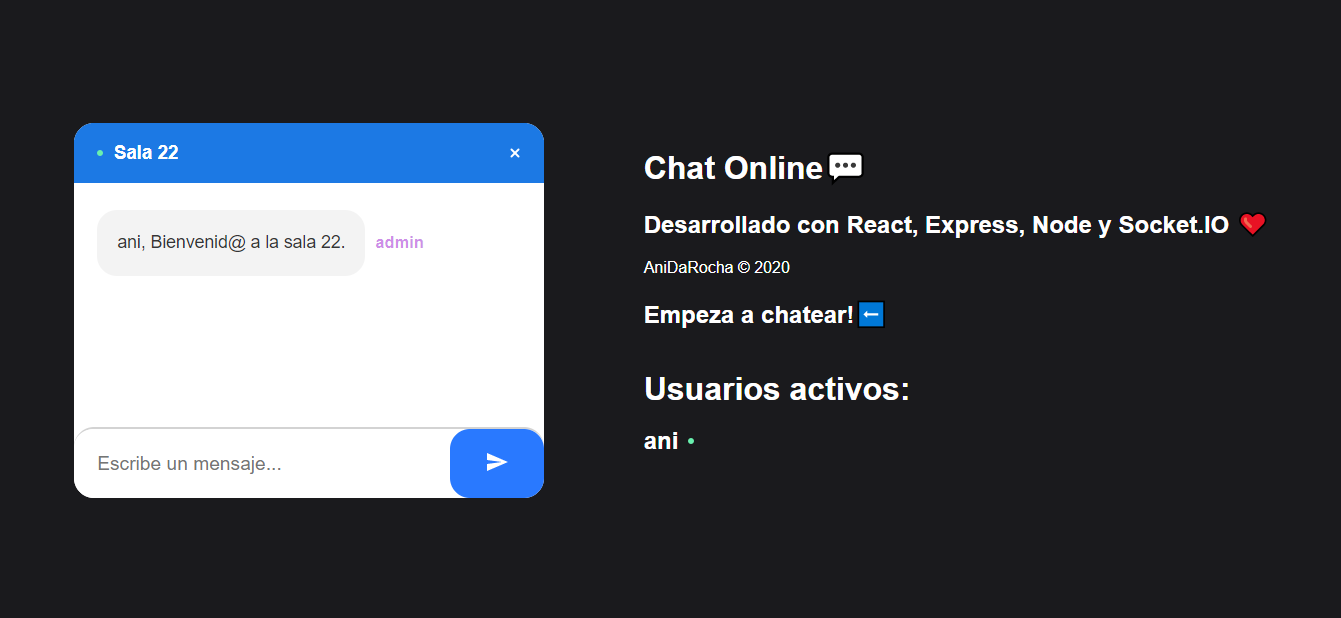 Sala 22
ani, Bienvenid@ a la sala 22.
admin
Escribe un mensaje...
Chat Online
Desarrollado con React, Express, Node y Socket.IO
AniDaRocha © 2020
Empeza a chatear!
Usuarios activos:
ani